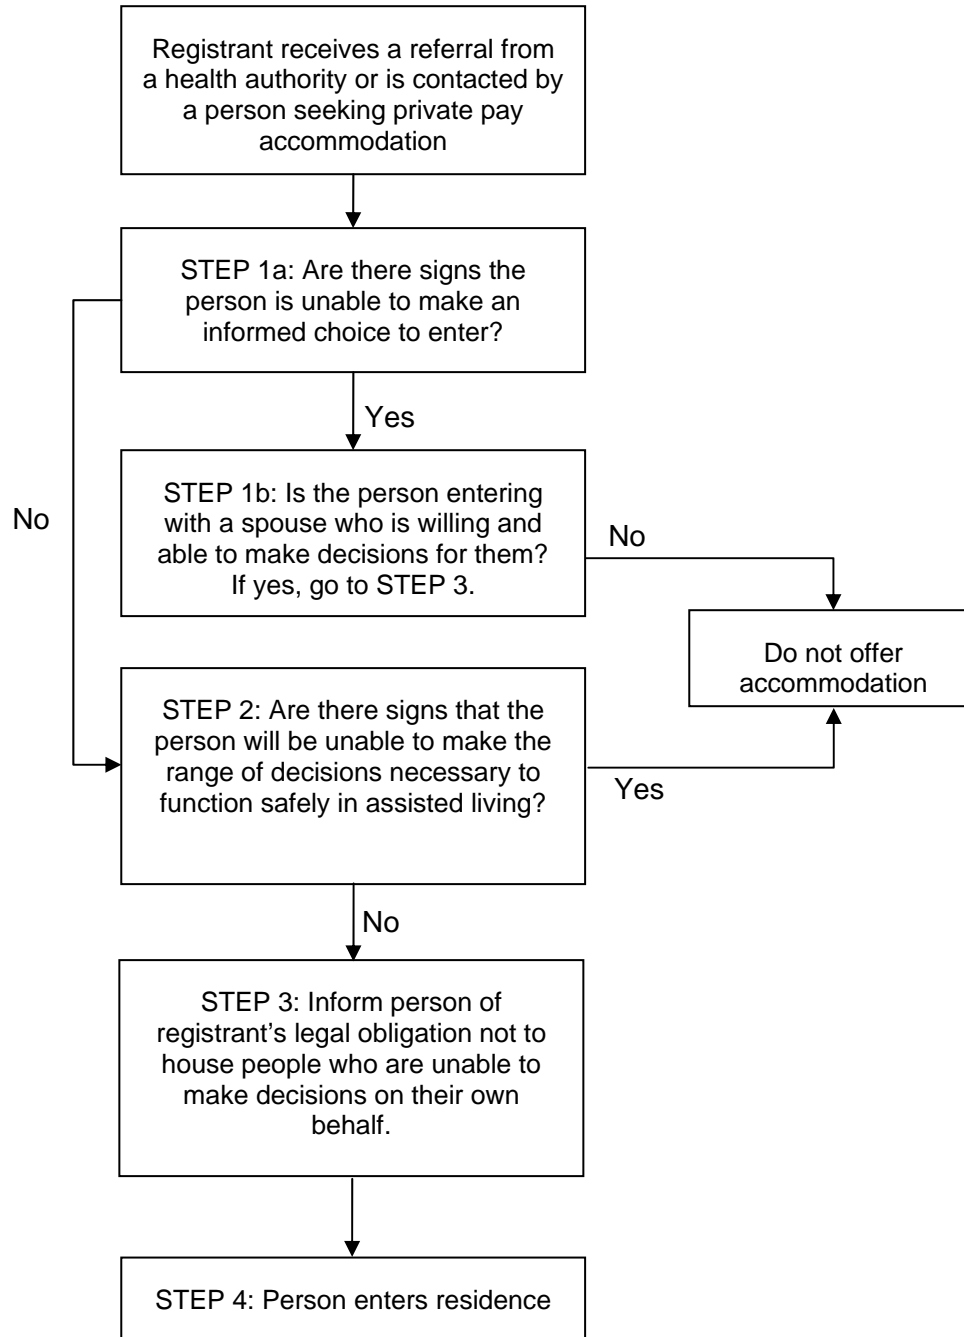 Registrant receives a referral from
a health authority or is contacted by
a person seeking private pay
accommodation
STEP 1a: Are there signs the
person is unable to make an
informed choice to enter?
Yes
STEP 1b: Is the person entering
with a spouse who is willing and
able to make decisions for them?
If yes, go to STEP 3.
No
No
Do not offer
accommodation
STEP 2: Are there signs that the
person will be unable to make the
range of decisions necessary to
function safely in assisted living?
Yes
No
STEP 3: Inform person of
registrant’s legal obligation not to
house people who are unable to
make decisions on their own
behalf.
STEP 4: Person enters residence